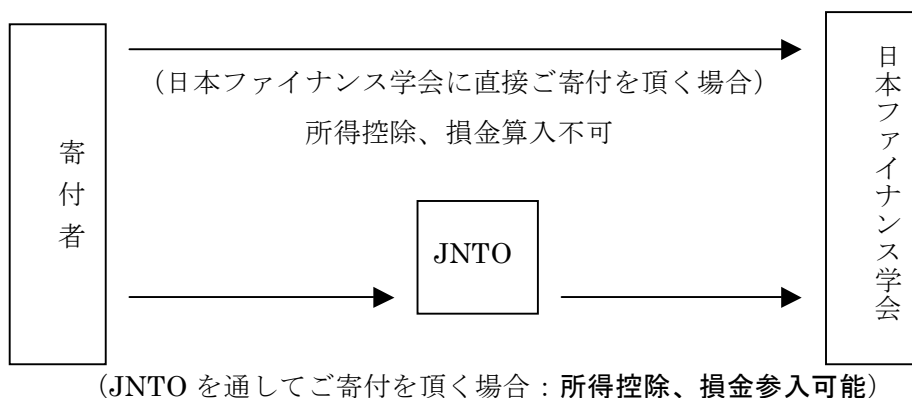 寄付者
(日本ファイナンス学会に直接ご寄付を頂く場合)
所得控除、損金算入不可
JNTO
日本ファイナンス学会
(JNTO を通してご寄付を頂く場合：所得控除、損金参入可能)